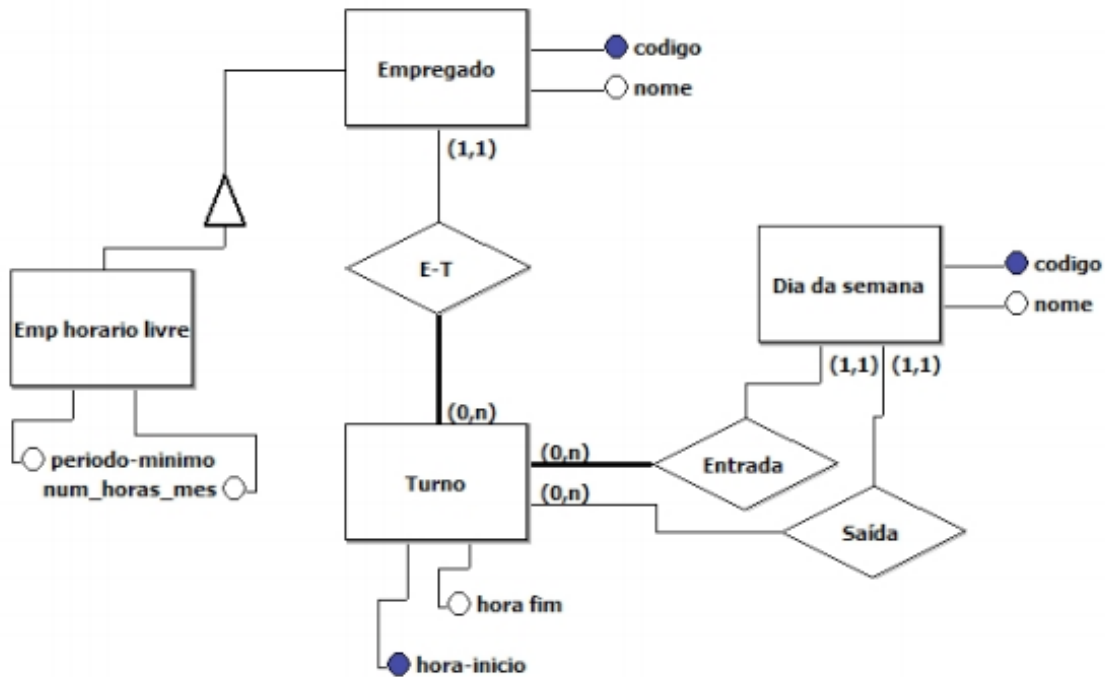 Empregado
codigo
nome
(1,1)
E-T
Dia da semana
codigo
nome
Emp horario livre
(1,1)
(1,1)
(0,n)
periodo-minimo
num_horas_mes
Turno
(0,n)
Entrada
(0,n)
Saída
hora fim
hora-inicio